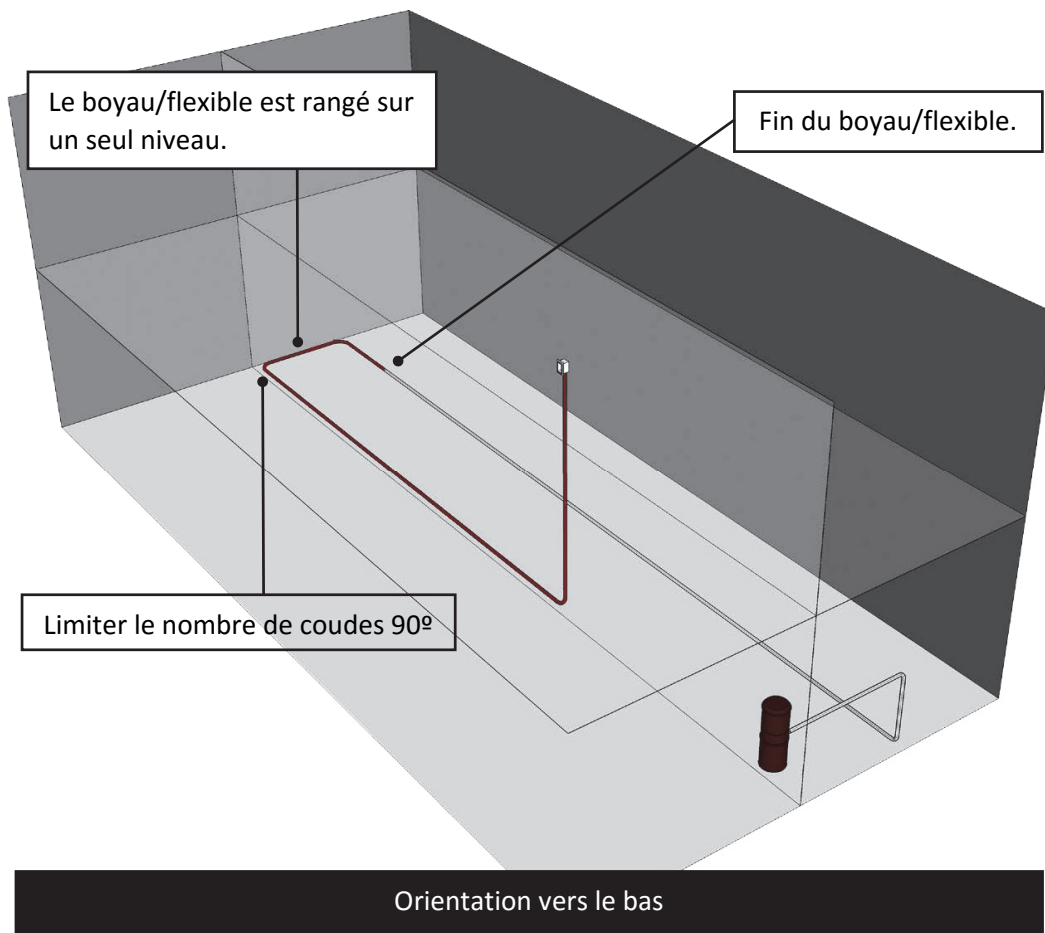 Le boyau/flexible est rangé sur
un seul niveau.
Fin du boyau/flexible.
Limiter le nombre de coudes 90º
Orientation vers le bas